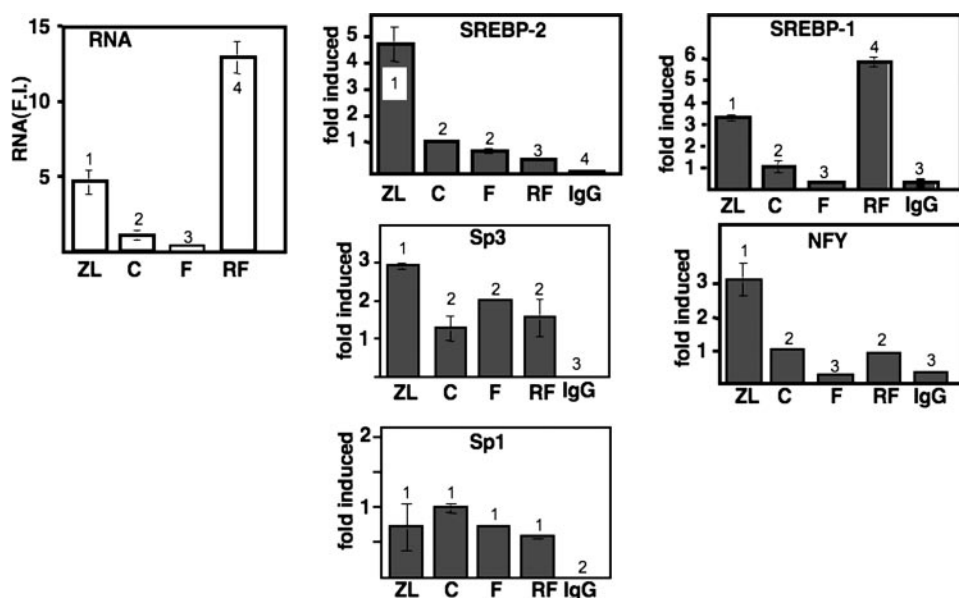 RNA
RNA(F.I.)
15
10
5
1
2
3
4
ZL C F RF
SREBP-2
fold induced
5
4
3
2
1
1
2
2
3
4
ZL C F RF IgG
SREBP-1
fold induced
6
5
4
3
2
1
1
2
3
4
3
ZL C F RF IgG
Sp3
fold induced
3
2
1
1
2
2
2
3
ZL C F RF IgG
NFY
fold induced
3
2
1
1
2
3
2
3
ZL C F RF IgG
Sp1
fold induced
2
1
1
1
1
1
2
ZL C F RF IgG